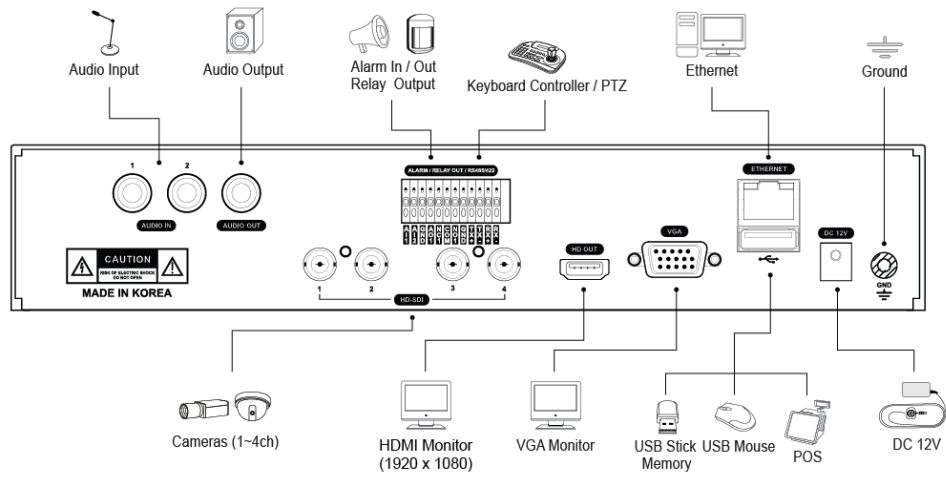 Audio Input
Audio Output
Alarm In / Out
Relay Output
Keyboard Controller / PTZ
Ethernet
Ground
1 2
AUDIO IN
AUDIO OUT
ALARM / RELAY OUT / RS485/422
ETHERNET
HD OUT
VGA
DC 12V
CAUTION
RISK OF ELECTRIC SHOCK
DO NOT OPEN
MADE IN KOREA
1 2 3 4
HD-SDI
GND
Cameras (1~4ch)
HDMI Monitor
(1920 x 1080)
VGA Monitor
USB Stick
Memory
USB Mouse
POS
DC 12V